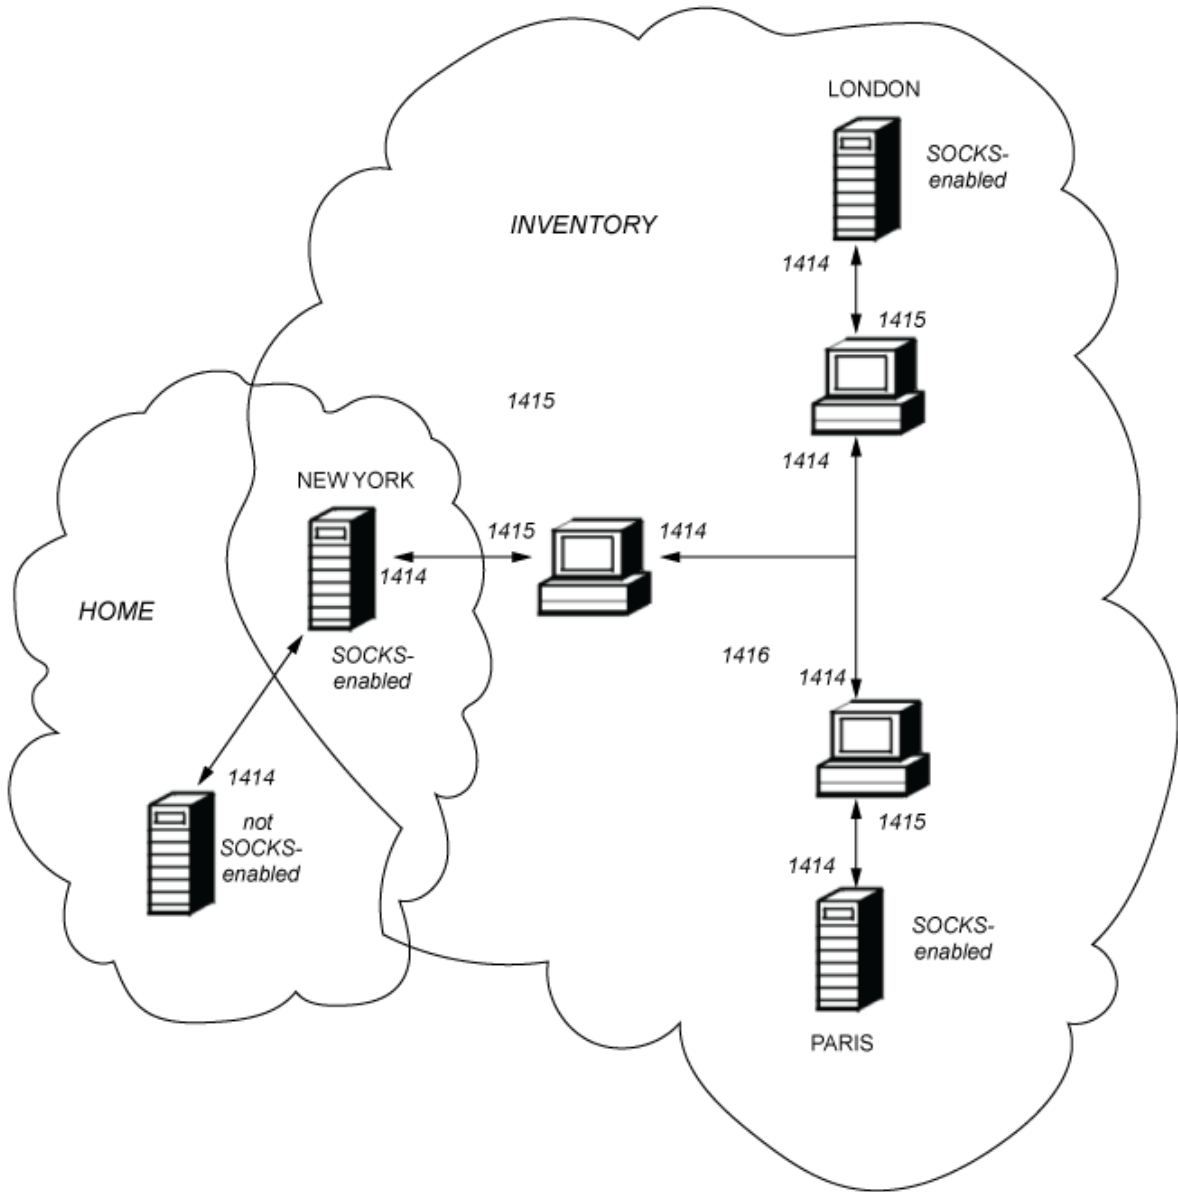 LONDON
SOCKS-
enabled
INVENTORY
1414
1415
1415
1414
NEW YORK
1415
1414
1414
HOME
SOCKS-
enabled
1416
1414
1414
not
SOCKS-
enabled
1415
1414
SOCKS-
enabled
PARIS